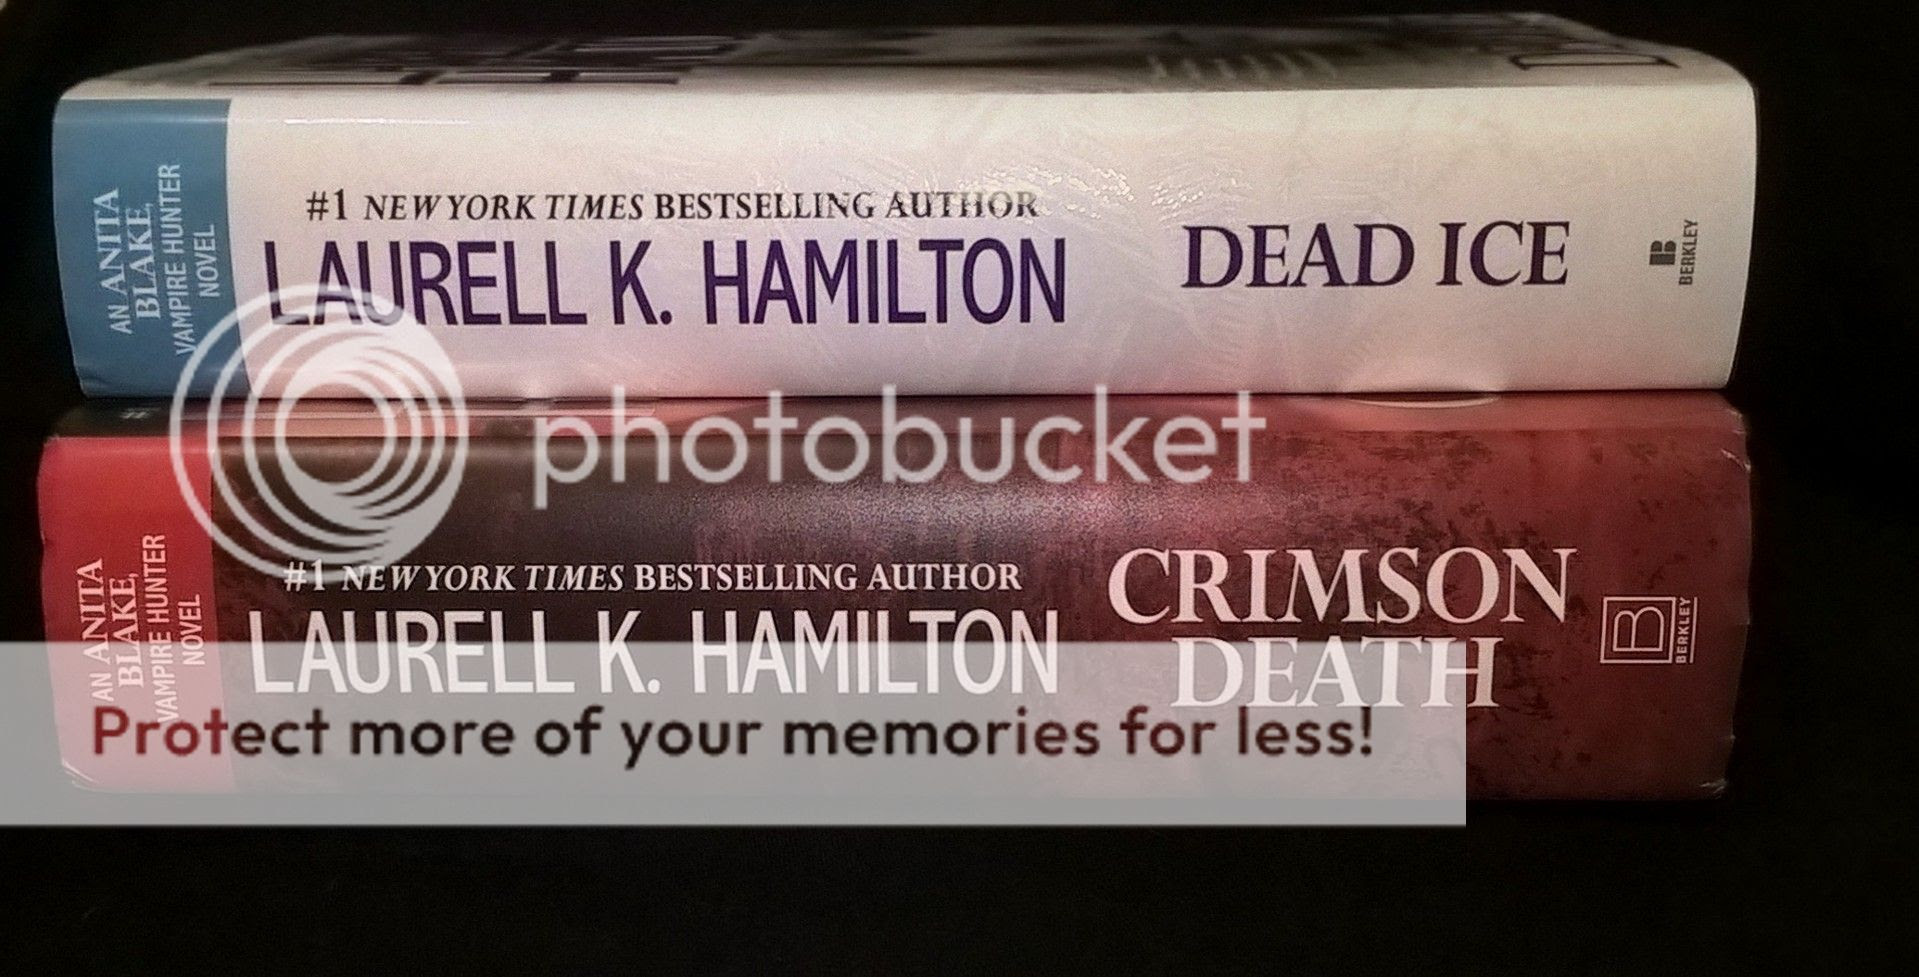 AN ANITA
BLAKE,
VAMPIRE HUNTER
NOVEL
#1 NEW YORK TIMES BESTSELLING AUTHOR
LAURELL K. HAMILTON
DEAD ICE
B
BERKLEY
photobucket
AN ANITA
BLAKE,
VAMPIRE HUNTER
NOVEL
#1 NEW YORK TIMES BESTSELLING AUTHOR
LAURELL K. HAMILTON
CRIMSON
DEATH
B
BERKLEY
Protect more of your memories for less!